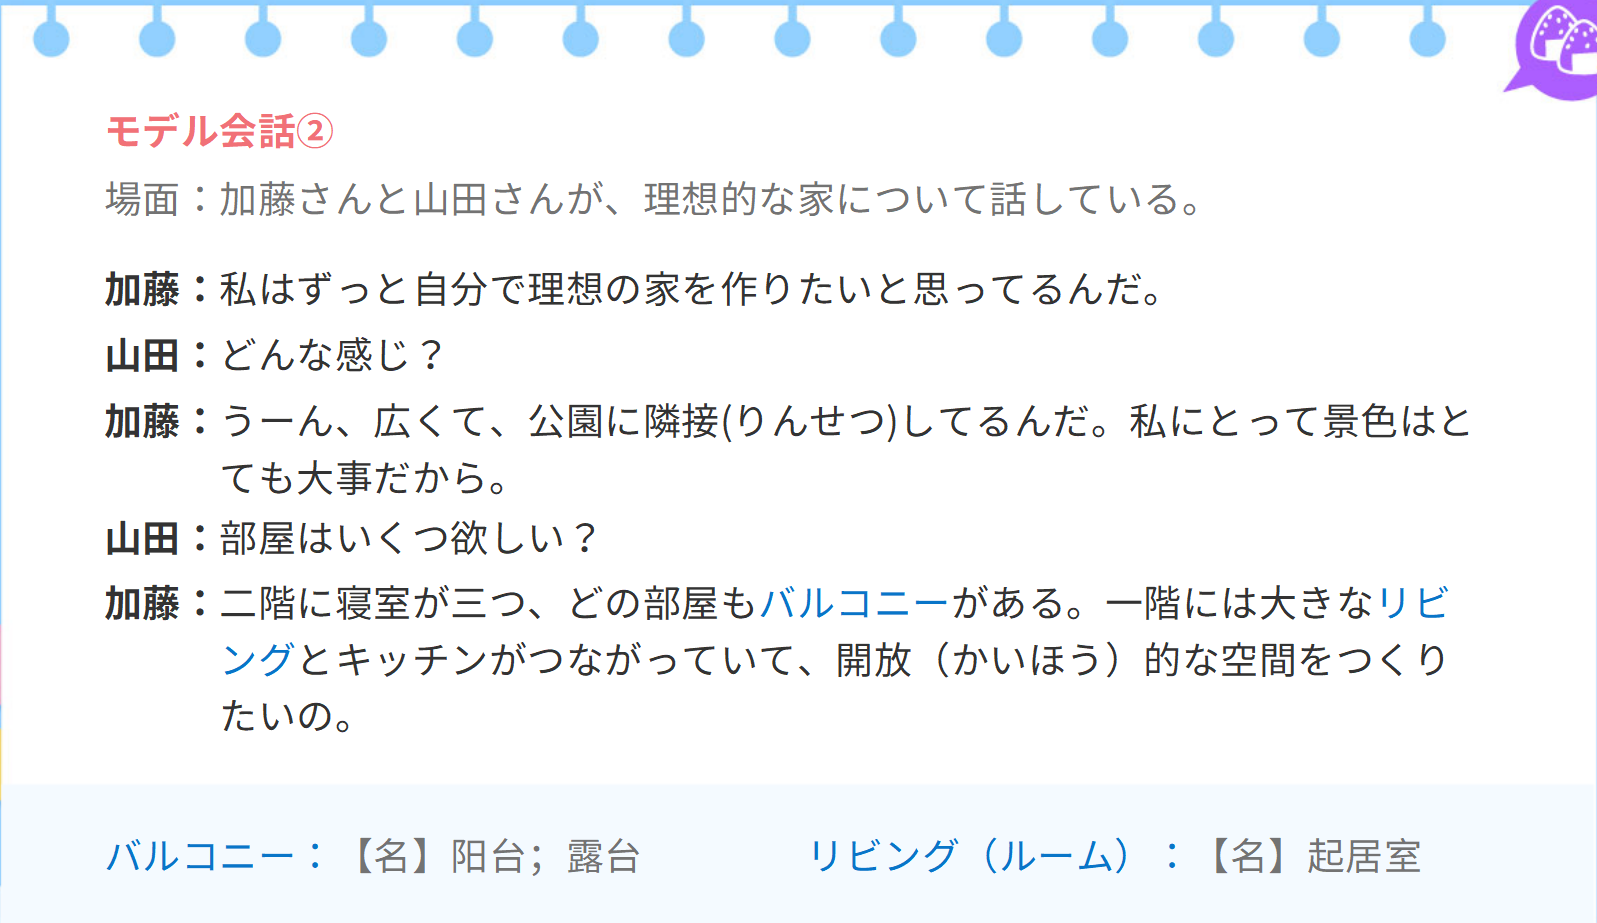 モデル会話②
場面：加藤さんと山田さんが、理想的な家について話している。
加藤：私はずっと自分で理想の家を作りたいと思ってるんだ。
山田：どんな感じ？
加藤：うーん、広くて、公園に隣接(りんせつ)してるんだ。私にとって景色はと
ても大事だから。
山田：部屋はいくつ欲しい？
加藤：二階に寝室が三つ、どの部屋もバルコニーがある。一階には大きなリビ
ングとキッチンがつながっていて、開放（かいほう）的な空間をつくり
たいの。
バルコニー：【名】阳台；露台
リビング（ルーム）：【名】起居室